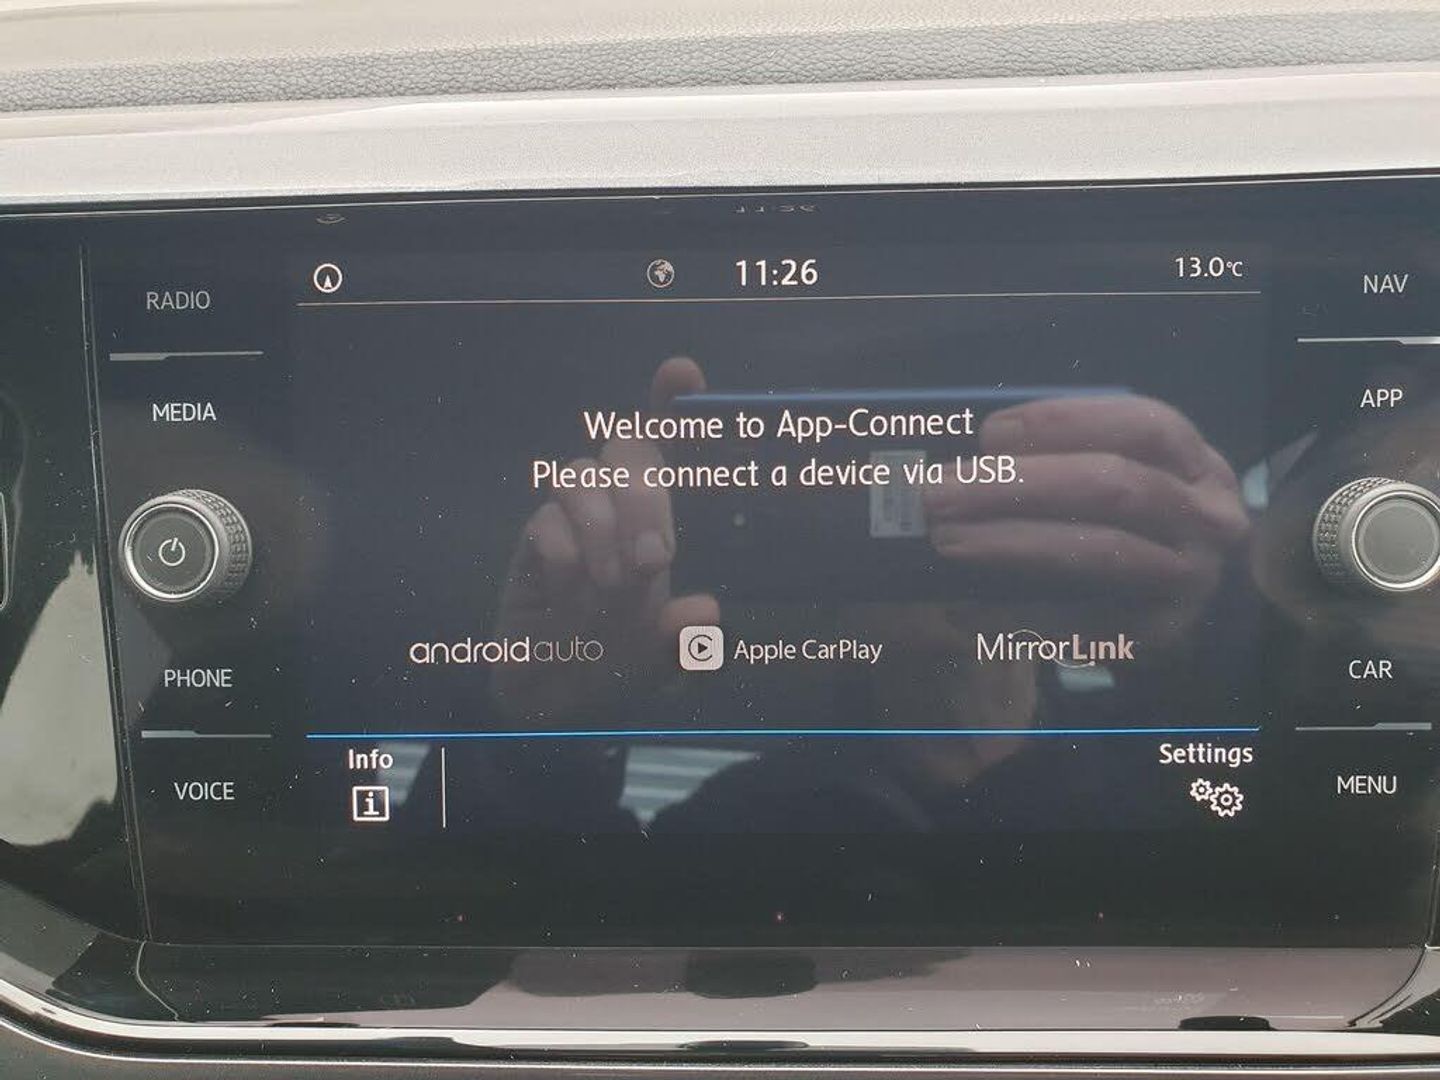 11:26
13.0°C
RADIO
NAV
MEDIA
APP
Welcome to App-Connect
Please connect a device via USB.
androidauto
Apple CarPlay
MirrorLink
PHONE
CAR
Info
Settings
VOICE
MENU